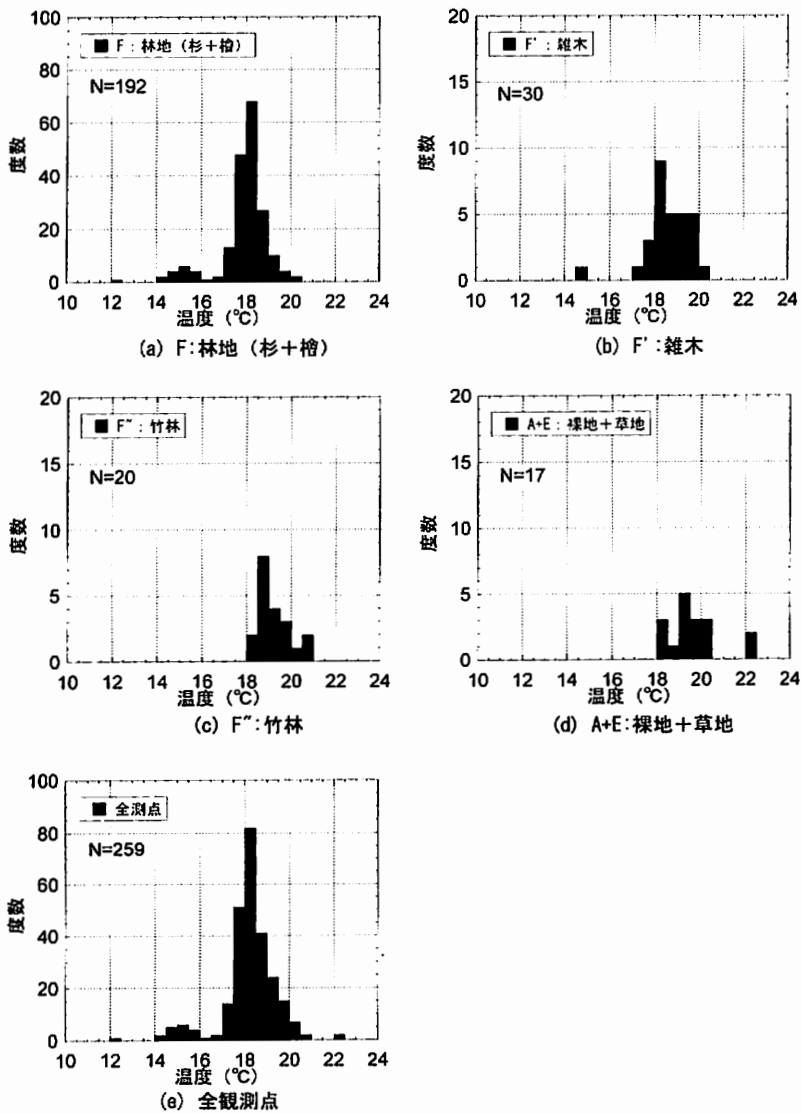 100
80
60
40
20
0
度数
F : 林地 (杉+檜)
N=192
10 12 14 16 18 20 22 24
温度 (℃)
(a) F:林地 (杉+檜)
20
15
10
5
0
度数
F' : 雑木
N=30
10 12 14 16 18 20 22 24
温度 (℃)
(b) F':雑木
20
15
10
5
0
度数
F" : 竹林
N=20
10 12 14 16 18 20 22 24
温度 (℃)
(c) F":竹林
20
15
10
5
0
度数
A+E : 裸地+草地
N=17
10 12 14 16 18 20 22 24
温度 (℃)
(d) A+E:裸地+草地
100
80
60
40
20
0
度数
全測点
N=259
10 12 14 16 18 20 22 24
温度 (℃)
(e) 全観測点